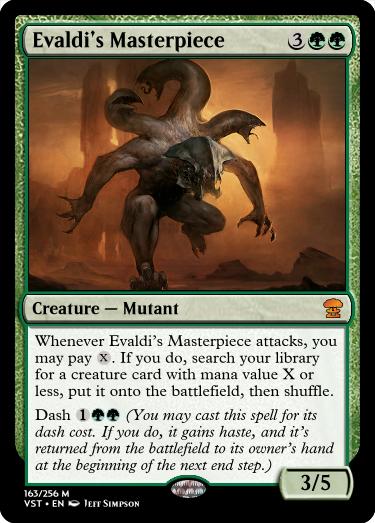 Evaldi's Masterpiece 3
Creature — Mutant
Whenever Evaldi's Masterpiece attacks, you
may pay X. If you do, search your library
for a creature card with mana value X or
less, put it onto the battlefield, then shuffle.
Dash 1 (You may cast this spell for its
dash cost. If you do, it gains haste, and it's
returned from the battlefield to its owner's hand
at the beginning of the next end step.)
3/5
163/256 M
VST • EN Jeff Simpson